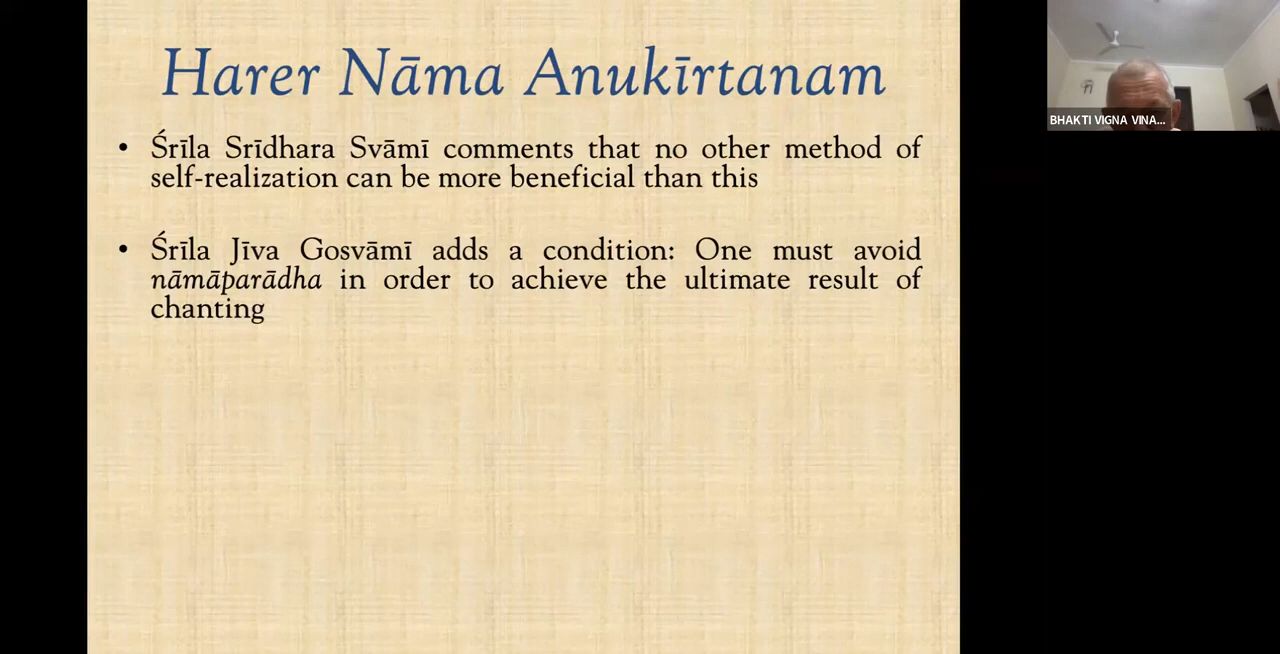 Harer Nāma Anukīrtanam
• Śrīla Srīdhara Svāmī comments that no other method of
self-realization can be more beneficial than this
• Śrīla Jīva Gosvāmī adds a condition: One must avoid
nāmāparādha in order to achieve the ultimate result of
chanting
BHAKTI VIGNA VINA...